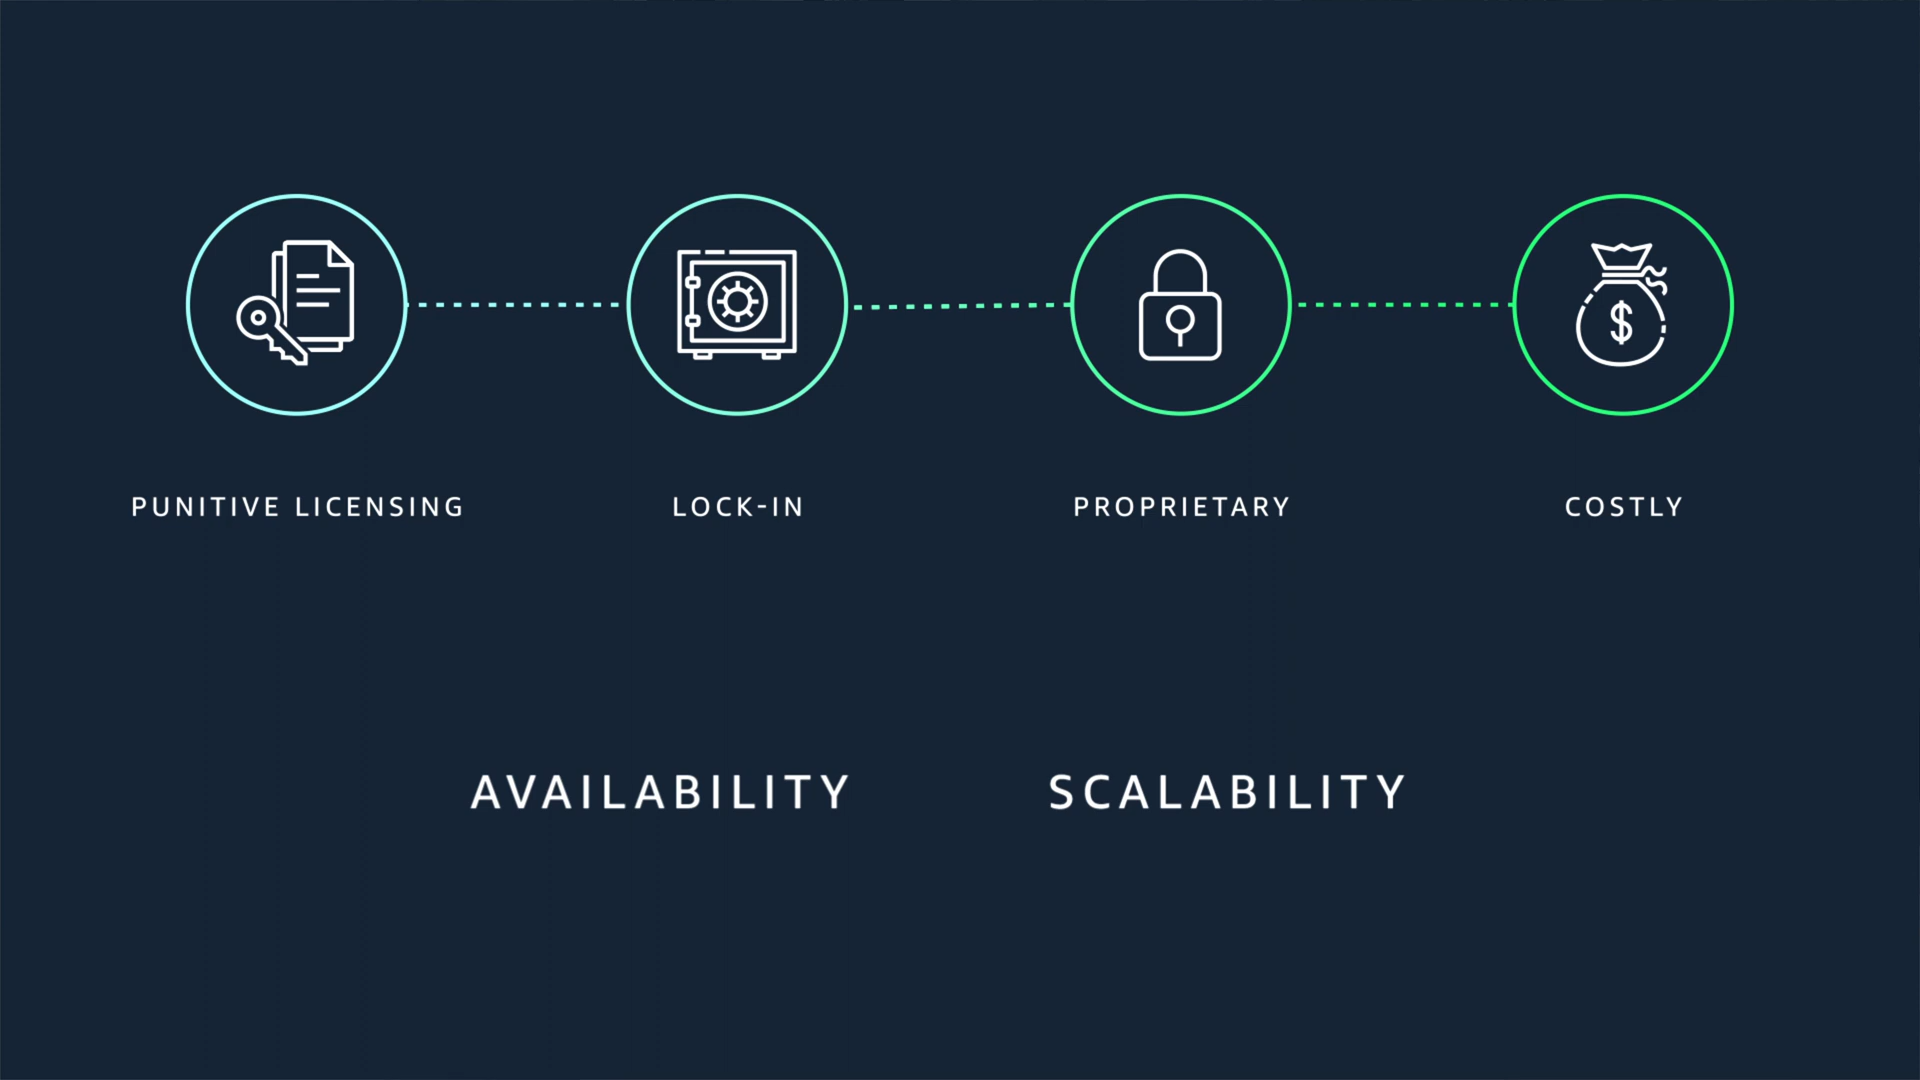 PUNITIVE LICENSING
LOCK-IN
PROPRIETARY
COSTLY
AVAILABILITY
SCALABILITY